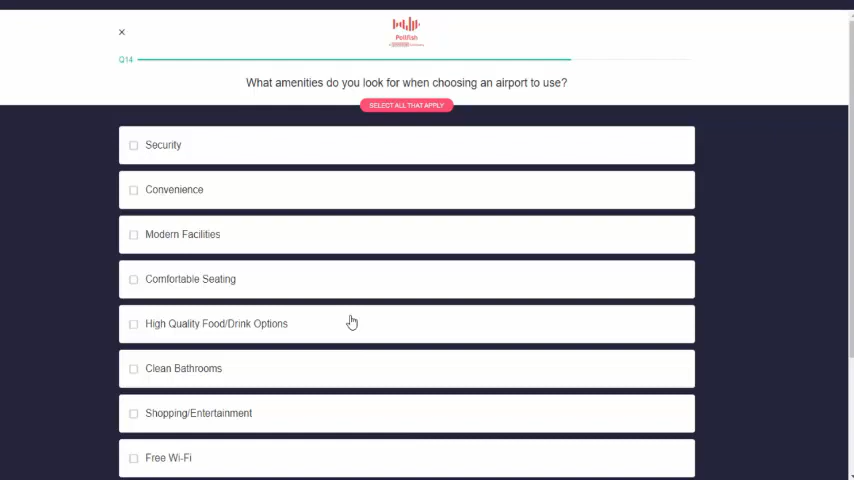 Pollfish
Q14
What amenities do you look for when choosing an airport to use?
SELECT ALL THAT APPLY
Security
Convenience
Modern Facilities
Comfortable Seating
High Quality Food/Drink Options
Clean Bathrooms
Shopping/Entertainment
Free Wi-Fi